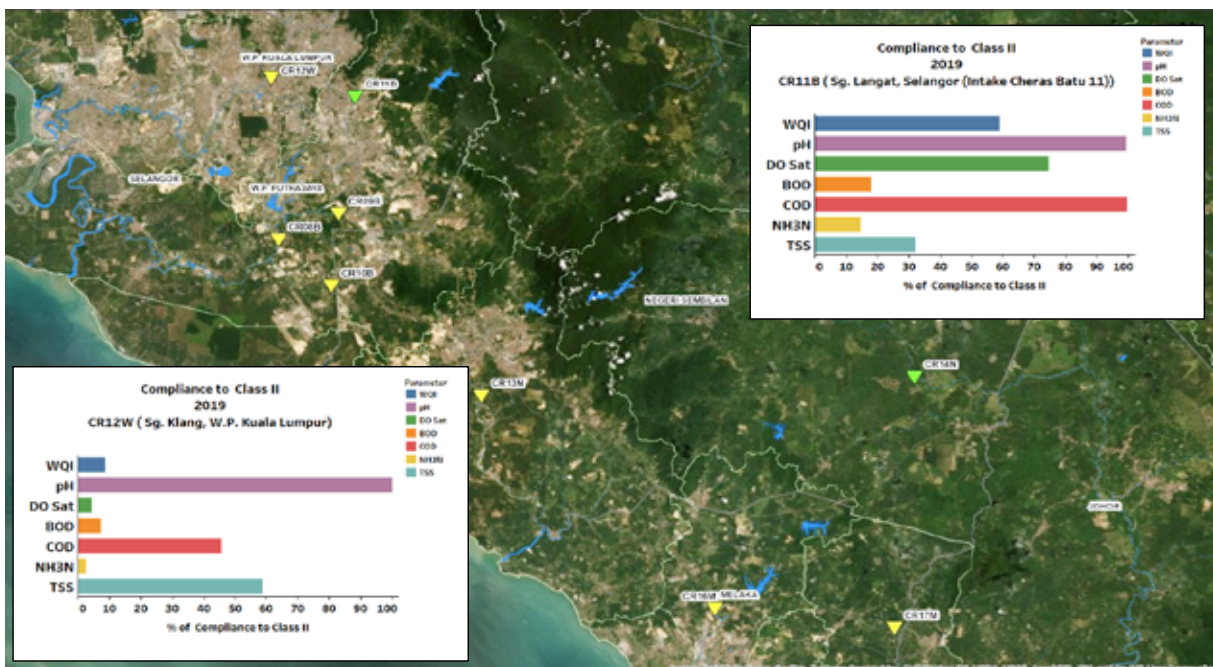 W.P KUALA LUMPUR
CR12W
CR11B
SELANGOR
W.P. PUTRAJAYA
CR09B
CR08B
CR10B
NEGERI SEMBILAN
CR13N
CR14N
JOHOR
CR16M MELAKA
CR17M
Compliance to Class II
2019
CR11B ( Sg. Langat, Selangor (Intake Cheras Batu 11))
Parameter
WQI
pH
DO Sat
BOD
COD
NH3N
TSS
WQI
pH
DO Sat
BOD
COD
NH3N
TSS
0 10 20 30 40 50 60 70 80 90 100
% of Compliance to Class II
Compliance to Class II
2019
CR12W ( Sg. Klang, W.P. Kuala Lumpur)
Parameter
WQI
pH
DO Sat
BOD
COD
NH3N
TSS
WQI
pH
DO Sat
BOD
COD
NH3N
TSS
0 10 20 30 40 50 60 70 80 90 100
% of Compliance to Class II